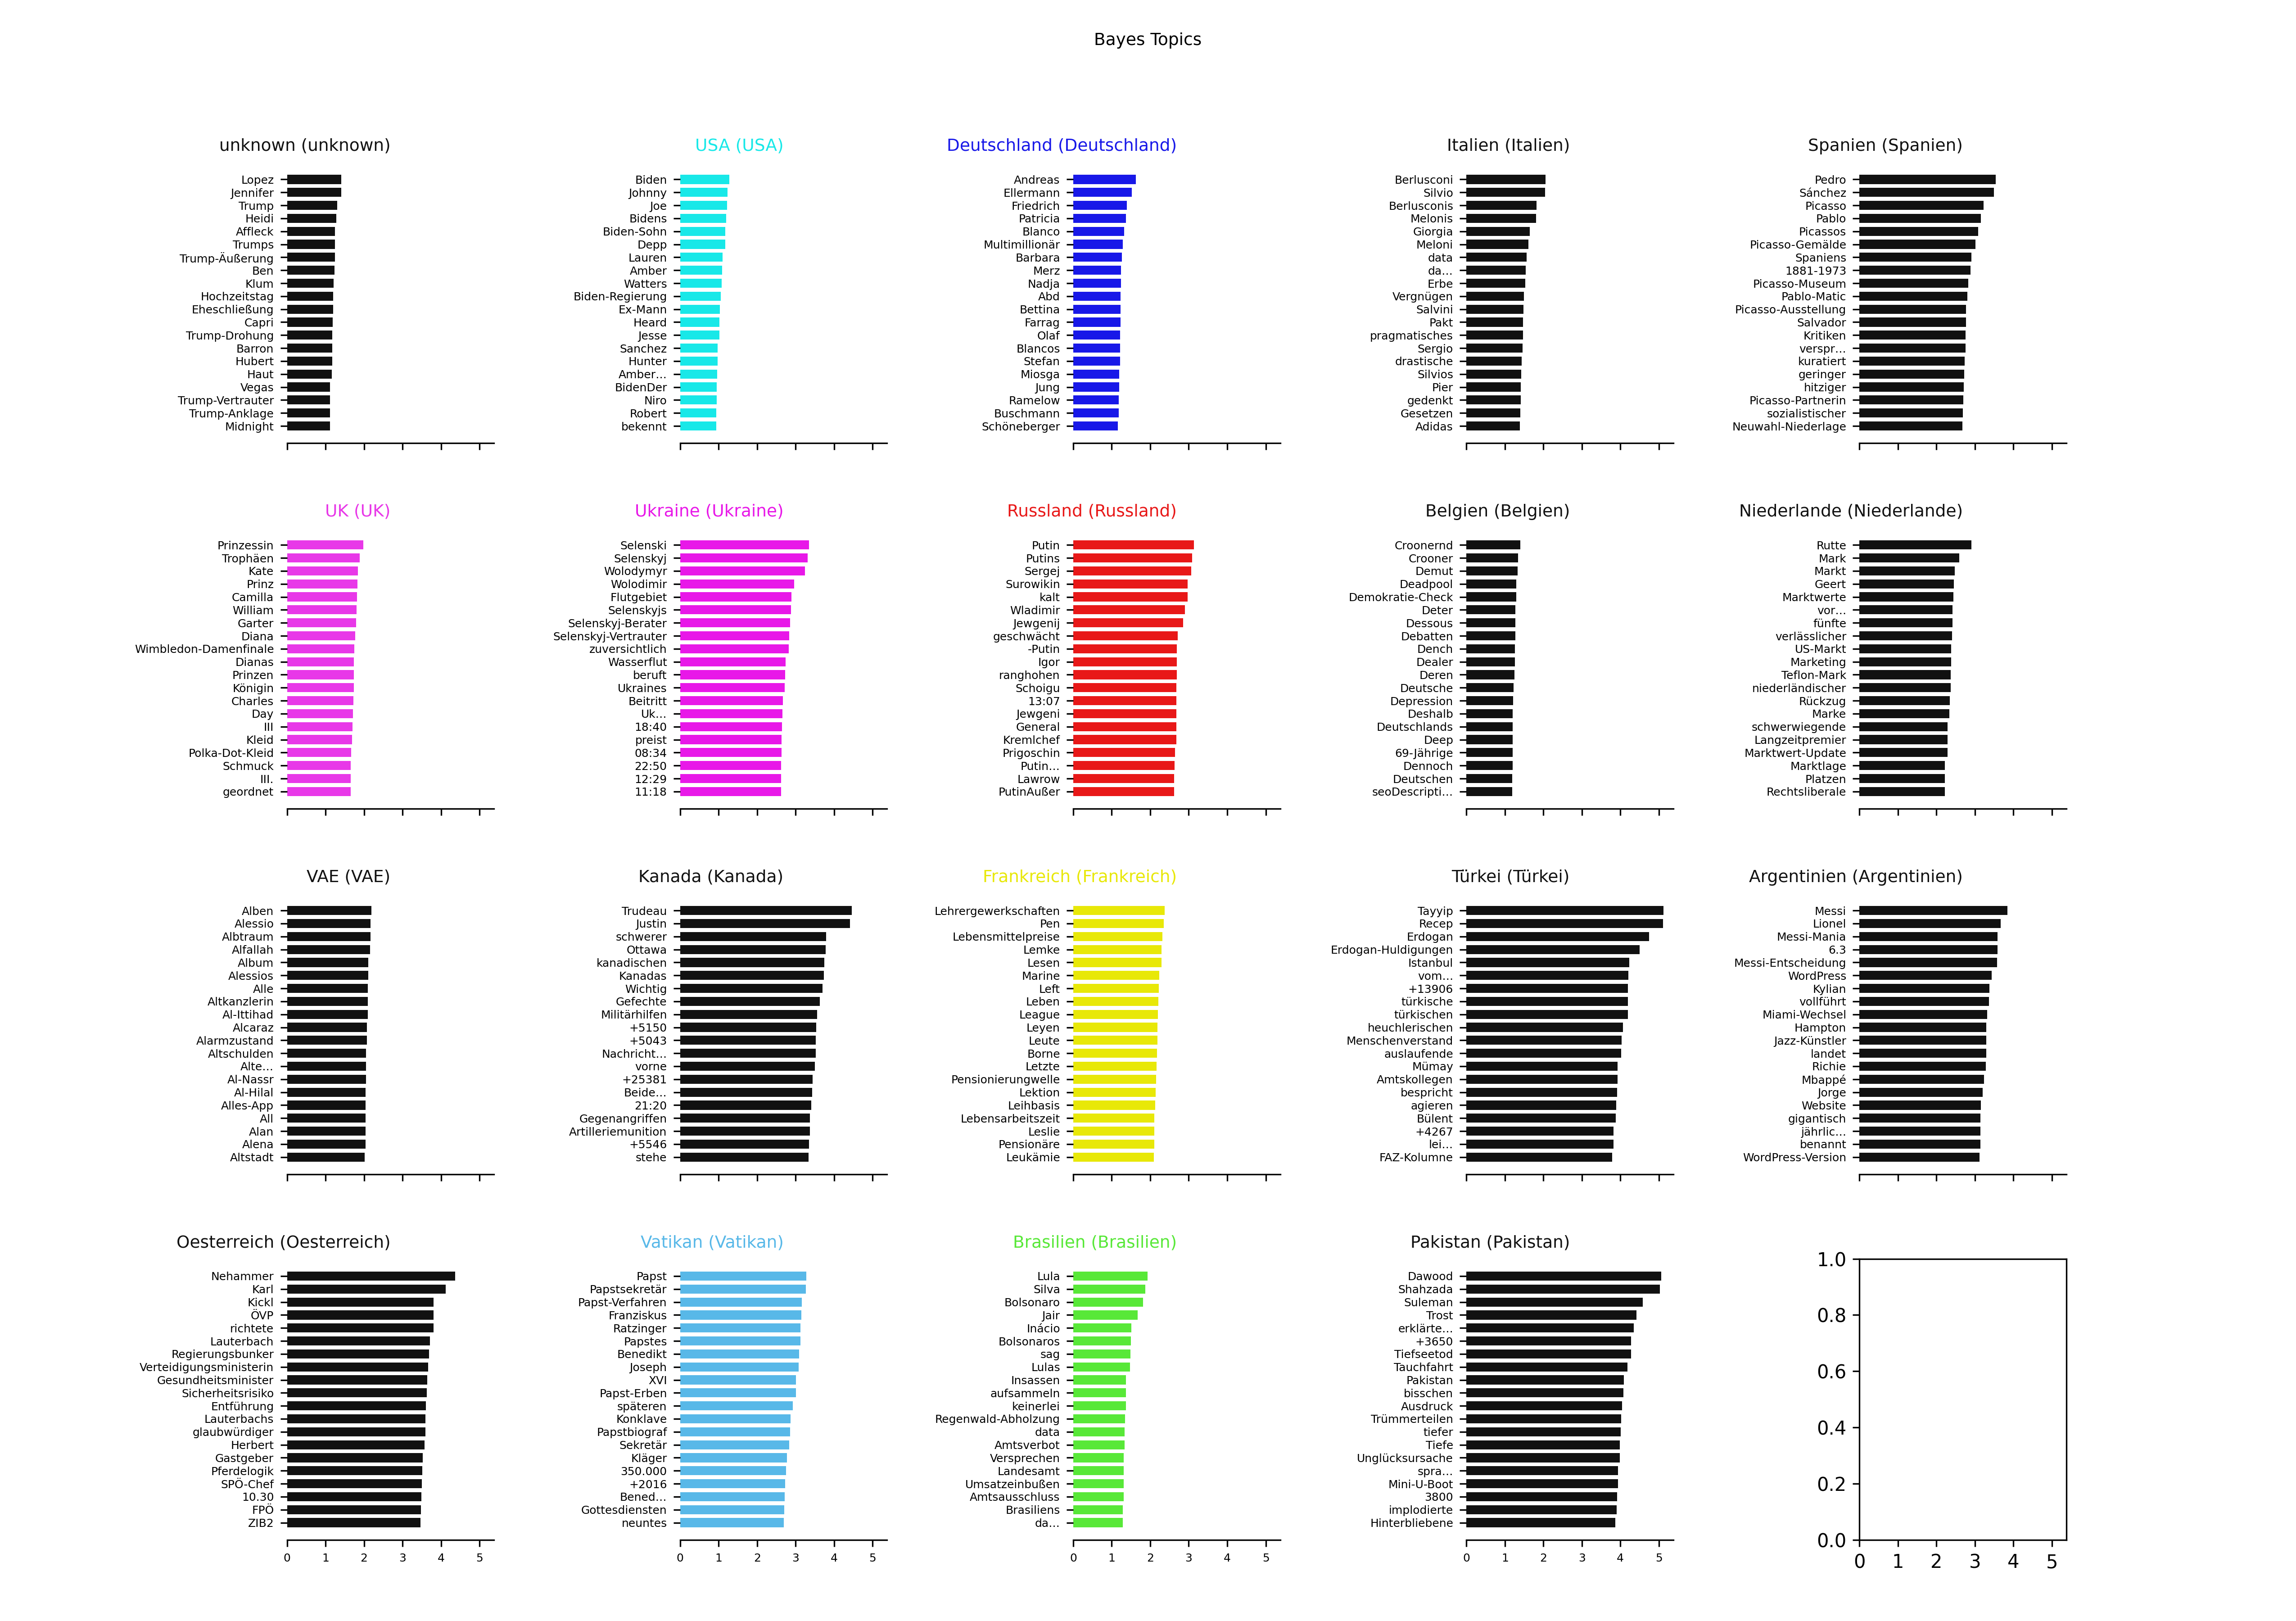 Bayes Topics
unknown (unknown)
Lopez
Jennifer
Trump
Heidi
Affleck
Trumps
Trump-Äußerung
Ben
Klum
Hochzeitstag
Eheschließung
Capri
Trump-Drohung
Barron
Hubert
Haut
Vegas
Trump-Vertrauter
Trump-Anklage
Midnight
USA (USA)
Biden
Johnny
Joe
Bidens
Biden-Sohn
Depp
Lauren
Amber
Watters
Biden-Regierung
Ex-Mann
Heard
Jesse
Sanchez
Hunter
Amber...
BidenDer
Niro
Robert
bekennt
Deutschland (Deutschland)
Andreas
Ellermann
Friedrich
Patricia
Blanco
Multimillionär
Barbara
Merz
Nadja
Abd
Bettina
Farrag
Olaf
Blancos
Stefan
Miosga
Jung
Ramelow
Buschmann
Schöneberger
Italien (Italien)
Berlusconi
Silvio
Berlusconis
Melonis
Giorgia
Meloni
data
da...
Erbe
Vergnügen
Salvini
Pakt
pragmatisches
Sergio
drastische
Silvios
Pier
gedenkt
Gesetzen
Adidas
Spanien (Spanien)
Pedro
Sánchez
Picasso
Pablo
Picassos
Picasso-Gemälde
Spaniens
1881-1973
Picasso-Museum
Pablo-Matic
Picasso-Ausstellung
Salvador
Kritiken
verspr...
kuratiert
geringer
hitziger
Picasso-Partnerin
sozialistischer
Neuwahl-Niederlage
UK (UK)
Prinzessin
Trophäen
Kate
Prinz
Camilla
William
Garter
Diana
Wimbledon-Damenfinale
Dianas
Prinzen
Königin
Charles
Day
III
Kleid
Polka-Dot-Kleid
Schmuck
III.
geordnet
Ukraine (Ukraine)
Selenski
Selenskyj
Wolodymyr
Wolodimir
Flutgebiet
Selenskyjs
Selenskyj-Berater
Selenskyj-Vertrauter
zuversichtlich
Wasserflut
beruft
Ukraines
Beitritt
Uk...
18:40
preist
08:34
22:50
12:29
11:18
Russland (Russland)
Putin
Putins
Sergej
Surowikin
kalt
Wladimir
Jewgenij
geschwächt
-Putin
Igor
ranghohen
Schoigu
13:07
Jewgeni
General
Kremlchef
Prigoschin
Putin...
Lawrow
PutinAußer
Belgien (Belgien)
Croonernd
Crooner
Demut
Deadpool
Demokratie-Check
Deter
Dessous
Debatten
Dench
Dealer
Deren
Deutsche
Depression
Deshalb
Deutschlands
Deep
69-Jährige
Dennoch
Deutschen
seoDescripti...
Niederlande (Niederlande)
Rutte
Mark
Markt
Geert
Marktwerte
vor...
fünfte
verlässlicher
US-Markt
Marketing
Teflon-Mark
niederländischer
Rückzug
Marke
schwerwiegende
Langzeitpremier
Marktwert-Update
Marktlage
Platzen
Rechtsliberale
VAE (VAE)
Alben
Alessio
Albtraum
Alfallah
Album
Alessios
Alle
Altkanzlerin
Al-Ittihad
Alcaraz
Alarmzustand
Altschulden
Alte...
Al-Nassr
Al-Hilal
Alles-App
All
Alan
Alena
Altstadt
Kanada (Kanada)
Trudeau
Justin
schwerer
Ottawa
kanadischen
Kanadas
Wichtig
Gefechte
Militärhilfen
+5150
+5043
Nachricht...
vorne
+25381
Beide...
21:20
Gegenangriffen
Artilleriemunition
+5546
stehe
Frankreich (Frankreich)
Lehrergewerkschaften
Pen
Lebensmittelpreise
Lemke
Lesen
Marine
Left
Leben
League
Leyen
Leute
Borne
Letzte
Pensionierungwelle
Lektion
Leihbasis
Lebensarbeitszeit
Leslie
Pensionäre
Leukämie
Türkei (Türkei)
Tayyip
Recep
Erdogan
Erdogan-Huldigungen
Istanbul
vom...
+13906
türkische
türkischen
heuchlerischen
Menschenverstand
auslaufende
Mümay
Amtskollegen
bespricht
agieren
Bülent
+4267
lei...
FAZ-Kolumne
Argentinien (Argentinien)
Messi
Lionel
Messi-Mania
6.3
Messi-Entscheidung
WordPress
Kylian
vollführt
Miami-Wechsel
Hampton
Jazz-Künstler
landet
Richie
Mbappé
Jorge
Website
gigantisch
jährlic...
benannt
WordPress-Version
Oesterreich (Oesterreich)
Nehammer
Karl
Kickl
ÖVP
richtete
Lauterbach
Regierungsbunker
Verteidigungsministerin
Gesundheitsminister
Sicherheitsrisiko
Entführung
Lauterbachs
glaubwürdiger
Herbert
Gastgeber
Pferdelogik
SPÖ-Chef
10.30
FPÖ
ZIB2
0 1 2 3 4 5
Vatikan (Vatikan)
Papst
Papstsekretär
Papst-Verfahren
Franziskus
Ratzinger
Papstes
Benedikt
Joseph
XVI
Papst-Erben
späteren
Konklave
Papstbiograf
Sekretär
Kläger
350.000
+2016
Bened...
Gottesdiensten
neuntes
0 1 2 3 4 5
Brasilien (Brasilien)
Lula
Silva
Bolsonaro
Jair
Inácio
Bolsonaros
sag
Lulas
Insassen
aufsammeln
keinerlei
Regenwald-Abholzung
data
Amtsverbot
Versprechen
Landesamt
Umsatzeinbußen
Amtsausschluss
Brasiliens
da...
0 1 2 3 4 5
Pakistan (Pakistan)
Dawood
Shahzada
Suleman
Trost
erklärte...
+3650
Tiefseetod
Tauchfahrt
Pakistan
bisschen
Ausdruck
Trümmerteilen
tiefer
Tiefe
Unglücksursache
spra...
Mini-U-Boot
3800
implodierte
Hinterbliebene
0 1 2 3 4 5
1.0
0.8
0.6
0.4
0.2
0.0
0 1 2 3 4 5